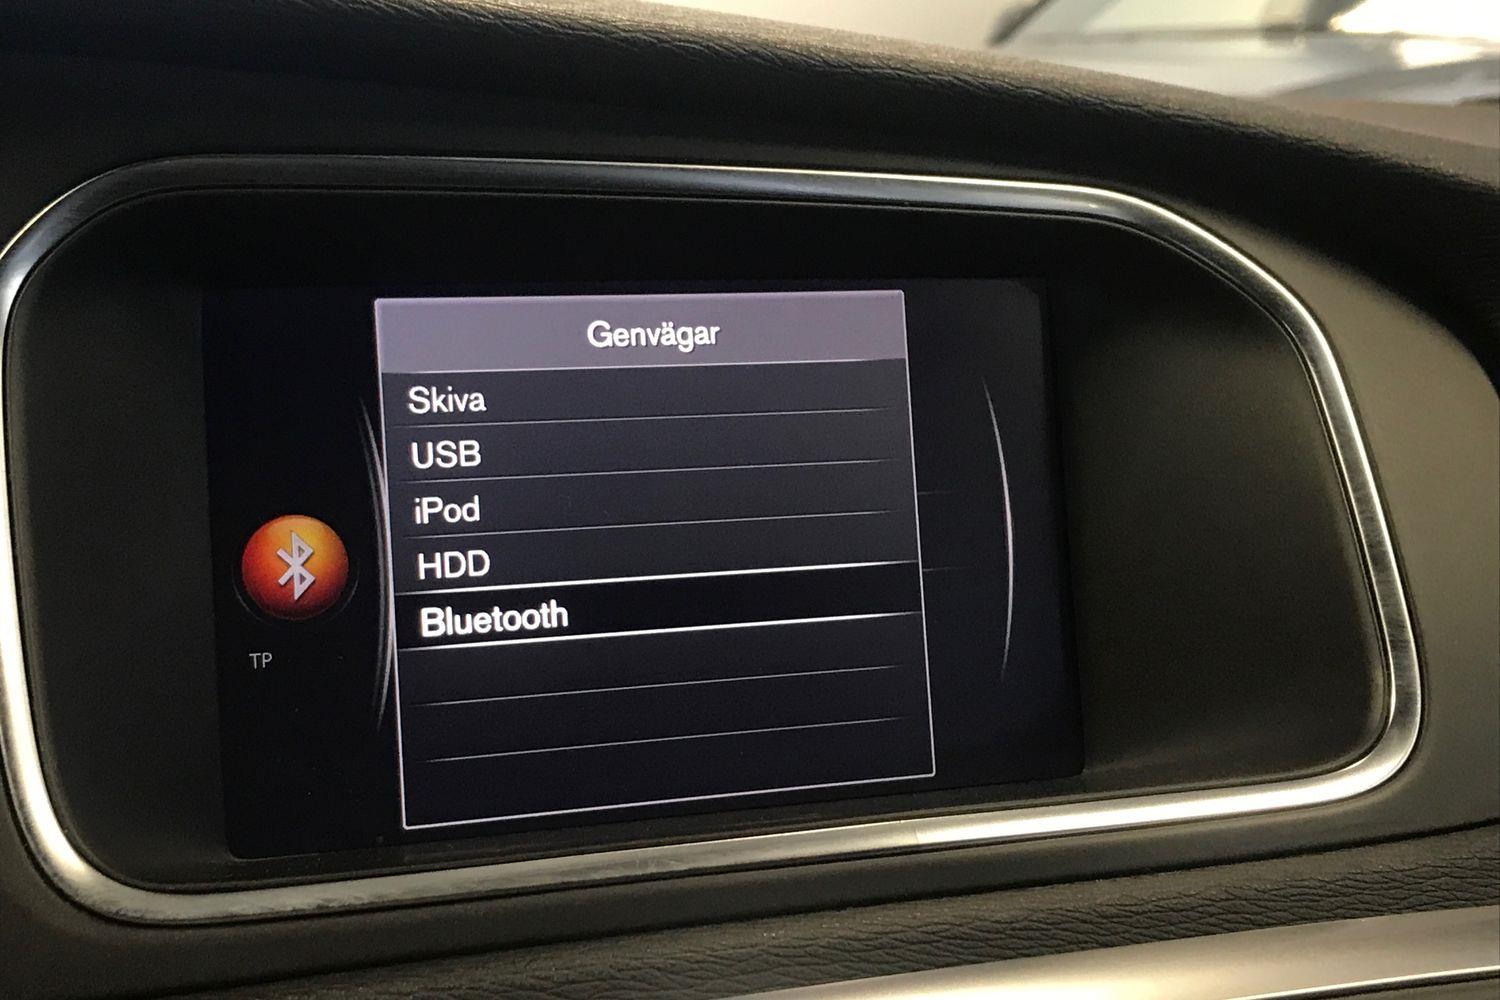 Genvägar
Skiva
USB
iPod
HDD
Bluetooth
TP